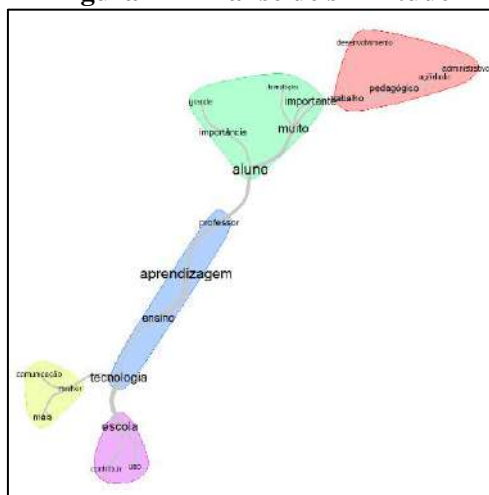 desenvolvimento
administrativo
agilidade
pedagógico
trabalho
importante
grande
muito
importância
aluno
professor
aprendizagem
ensino
tecnologia
comunicação
melhor
mais
escola
contribuir
uso